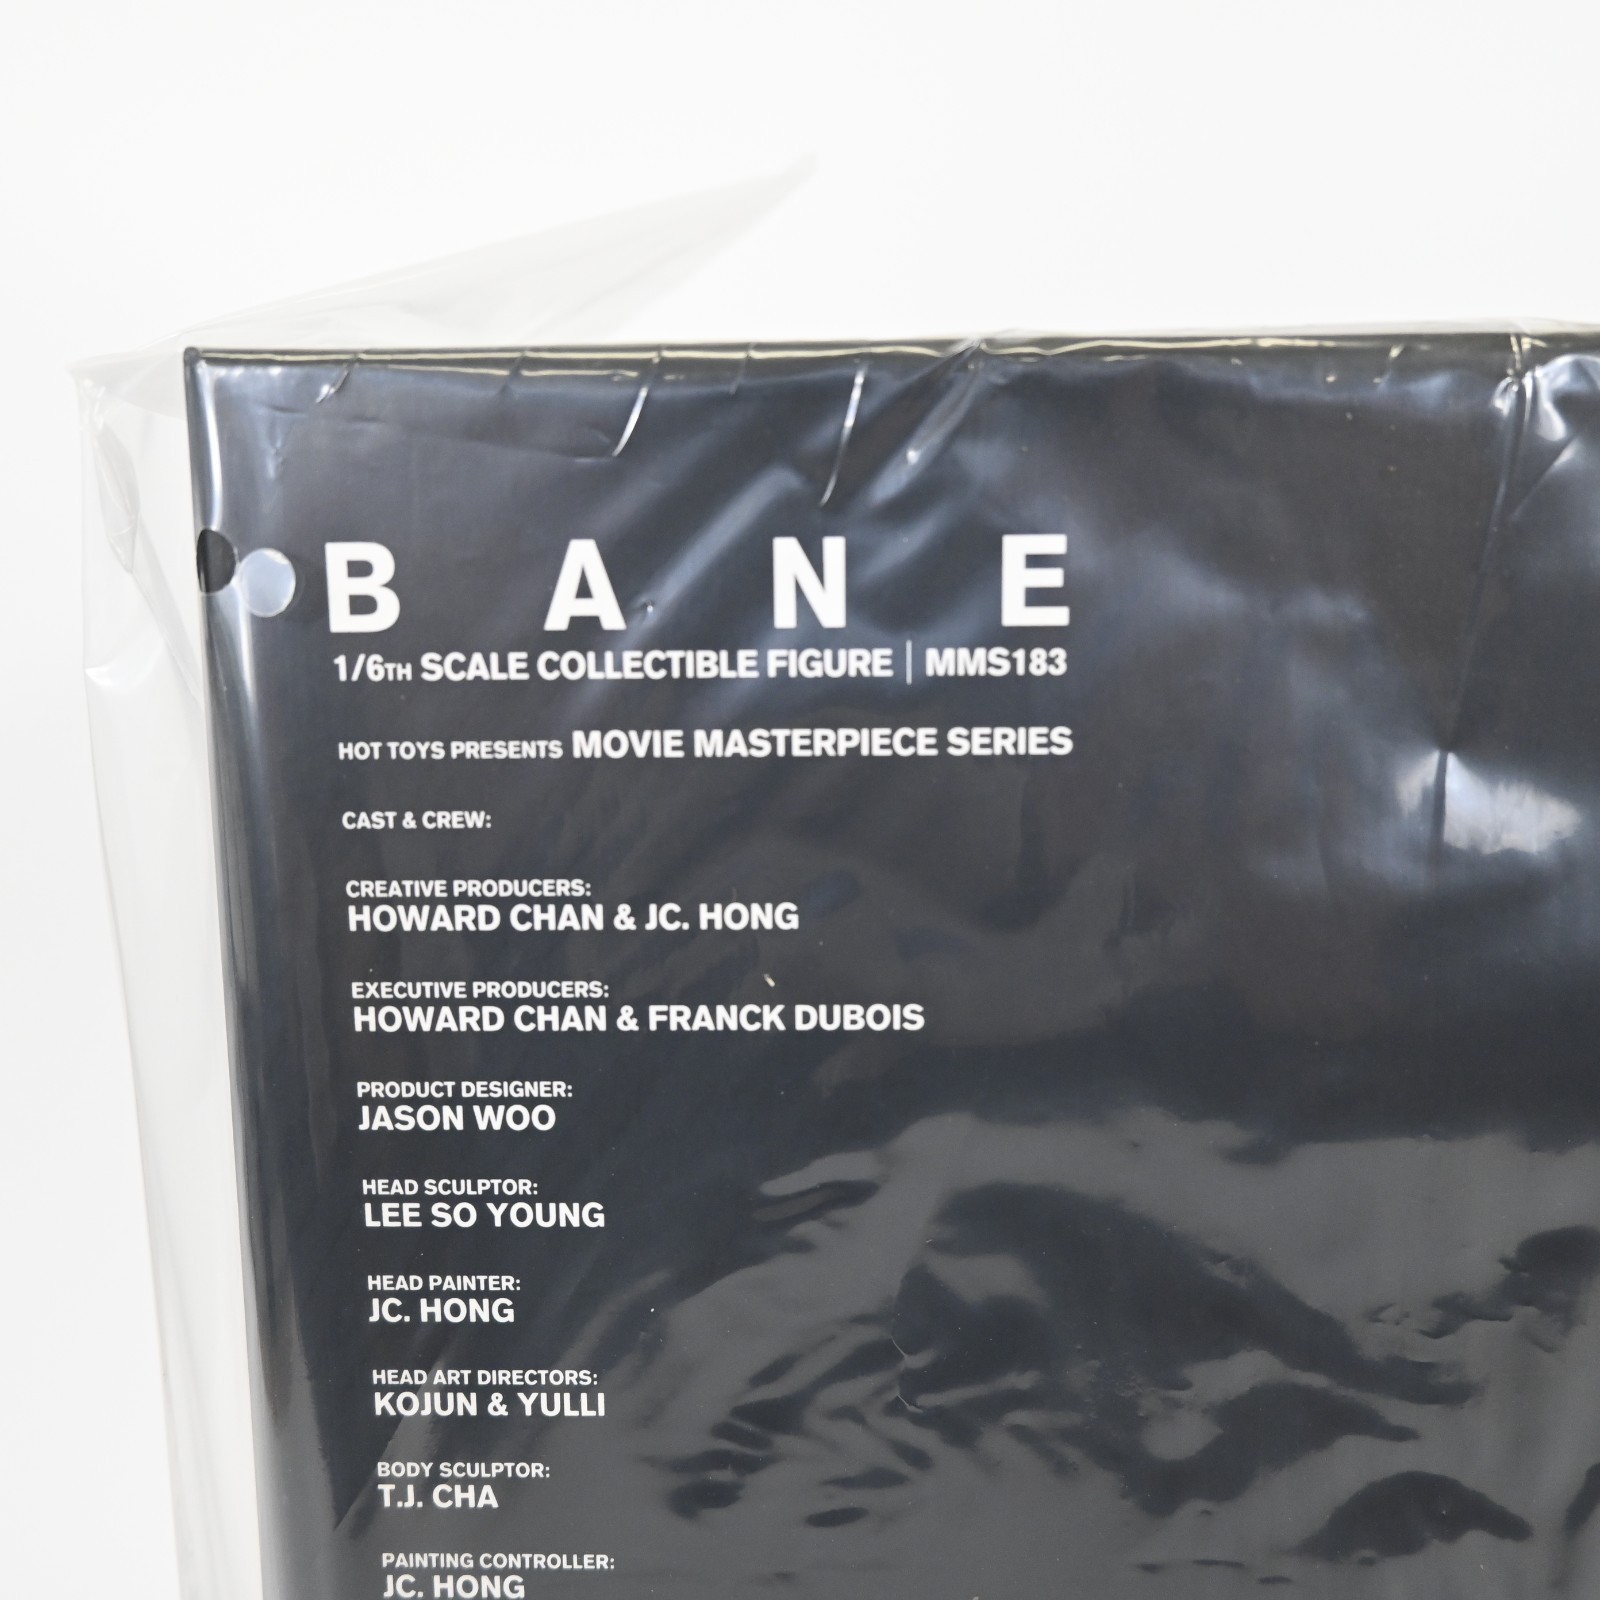 BANE
1/6TH SCALE COLLECTIBLE FIGURE | MMS183
HOT TOYS PRESENTS MOVIE MASTERPIECE SERIES
CAST & CREW:
CREATIVE PRODUCERS:
HOWARD CHAN & JC. HONG
EXECUTIVE PRODUCERS:
HOWARD CHAN & FRANCK DUBOIS
PRODUCT DESIGNER:
JASON WOO
HEAD SCULPTOR:
LEE SO YOUNG
HEAD PAINTER:
JC. HONG
HEAD ART DIRECTORS:
KOJUN & YULLI
BODY SCULPTOR:
T.J. CHA
PAINTING CONTROLLER:
JC. HONG